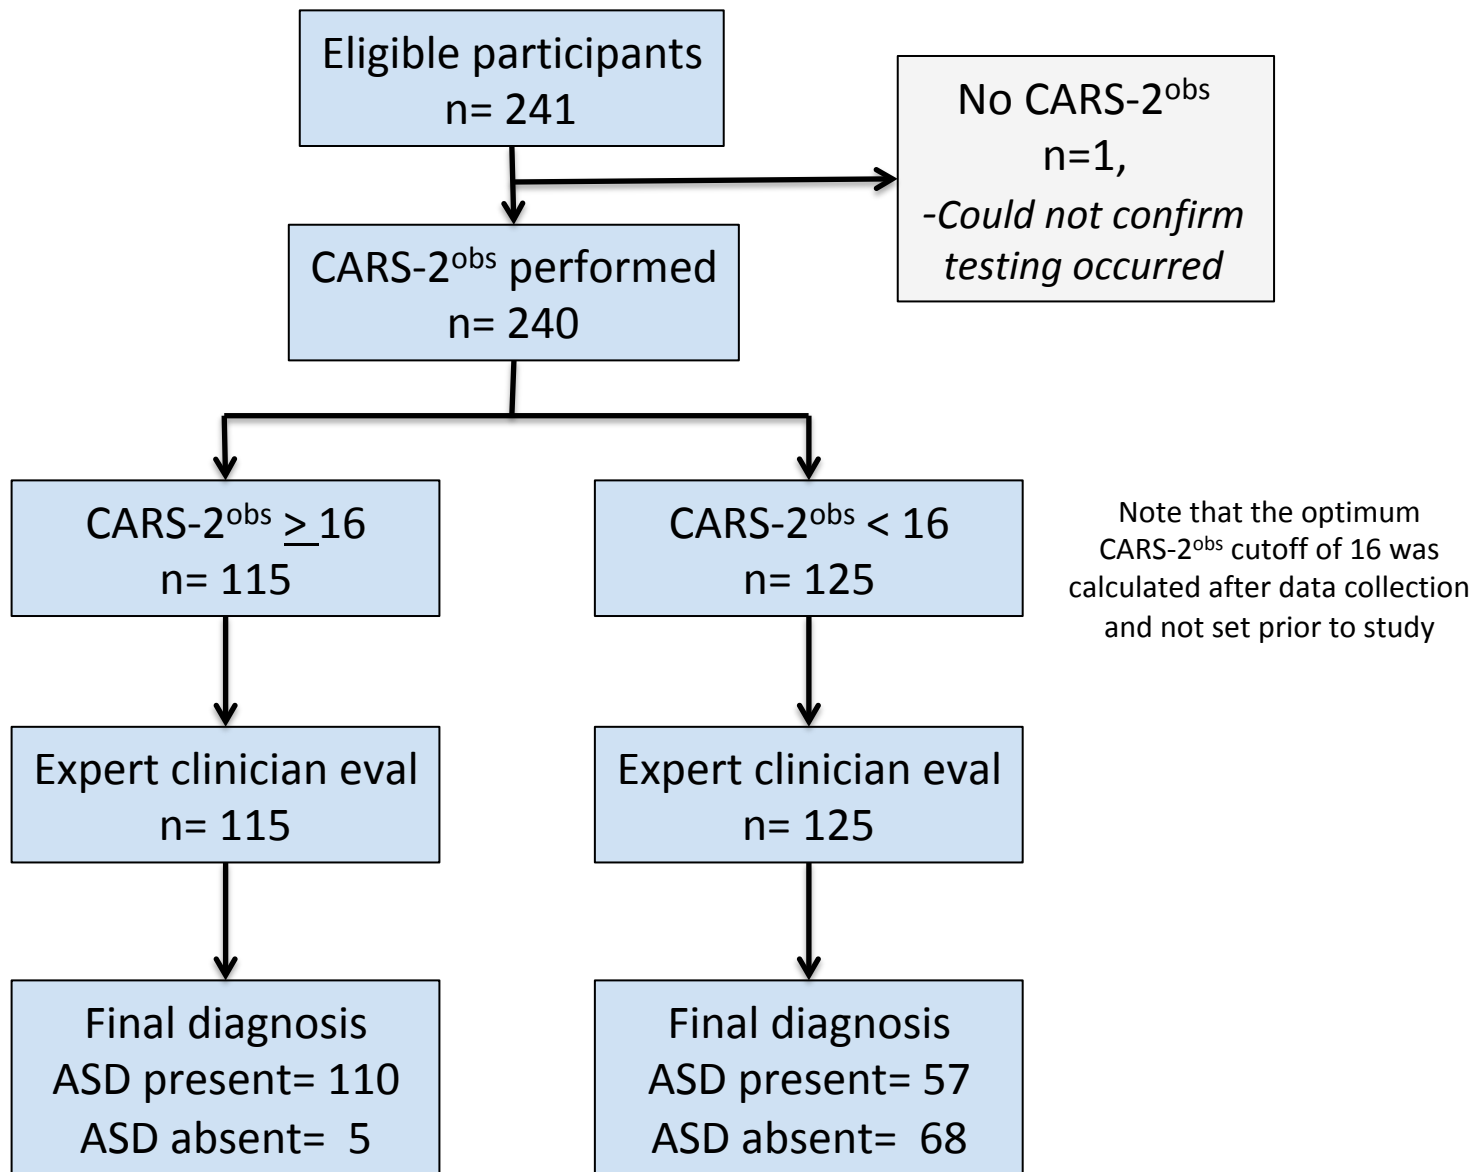 Eligible participants
n= 241
No CARS-2obs
n=1,
-Could not confirm
testing occurred
CARS-2obs performed
n= 240
CARS-2obs ≥ 16
n= 115
CARS-2obs < 16
n= 125
Note that the optimum
CARS-2obs cutoff of 16 was
calculated after data collection
and not set prior to study
Expert clinician eval
n= 115
Expert clinician eval
n= 125
Final diagnosis
ASD present= 110
ASD absent=  5
Final diagnosis
ASD present= 57
ASD absent=  68